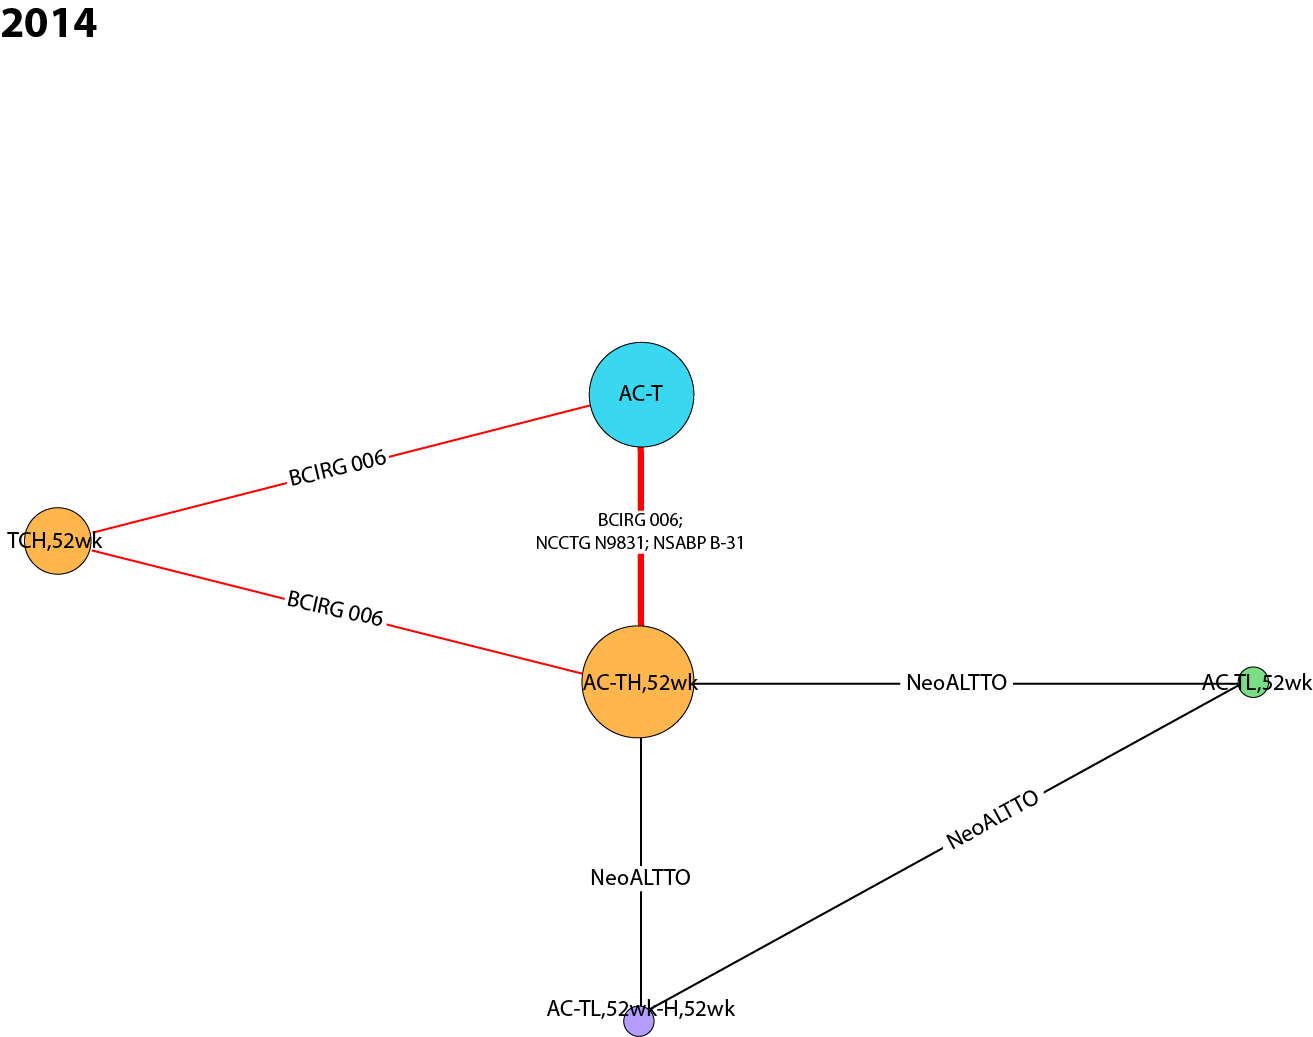 2014
AC-T
BCIRG 006
BCIRG 006;
NCCTG N9831; NSABP B-31
TCH,52wk
BCIRG 006
AC-TH,52wk
NeoALTTO
AC-TL,52wk
NeoALTTO
NeoALTTO
AC-TL,52wk-H,52wk